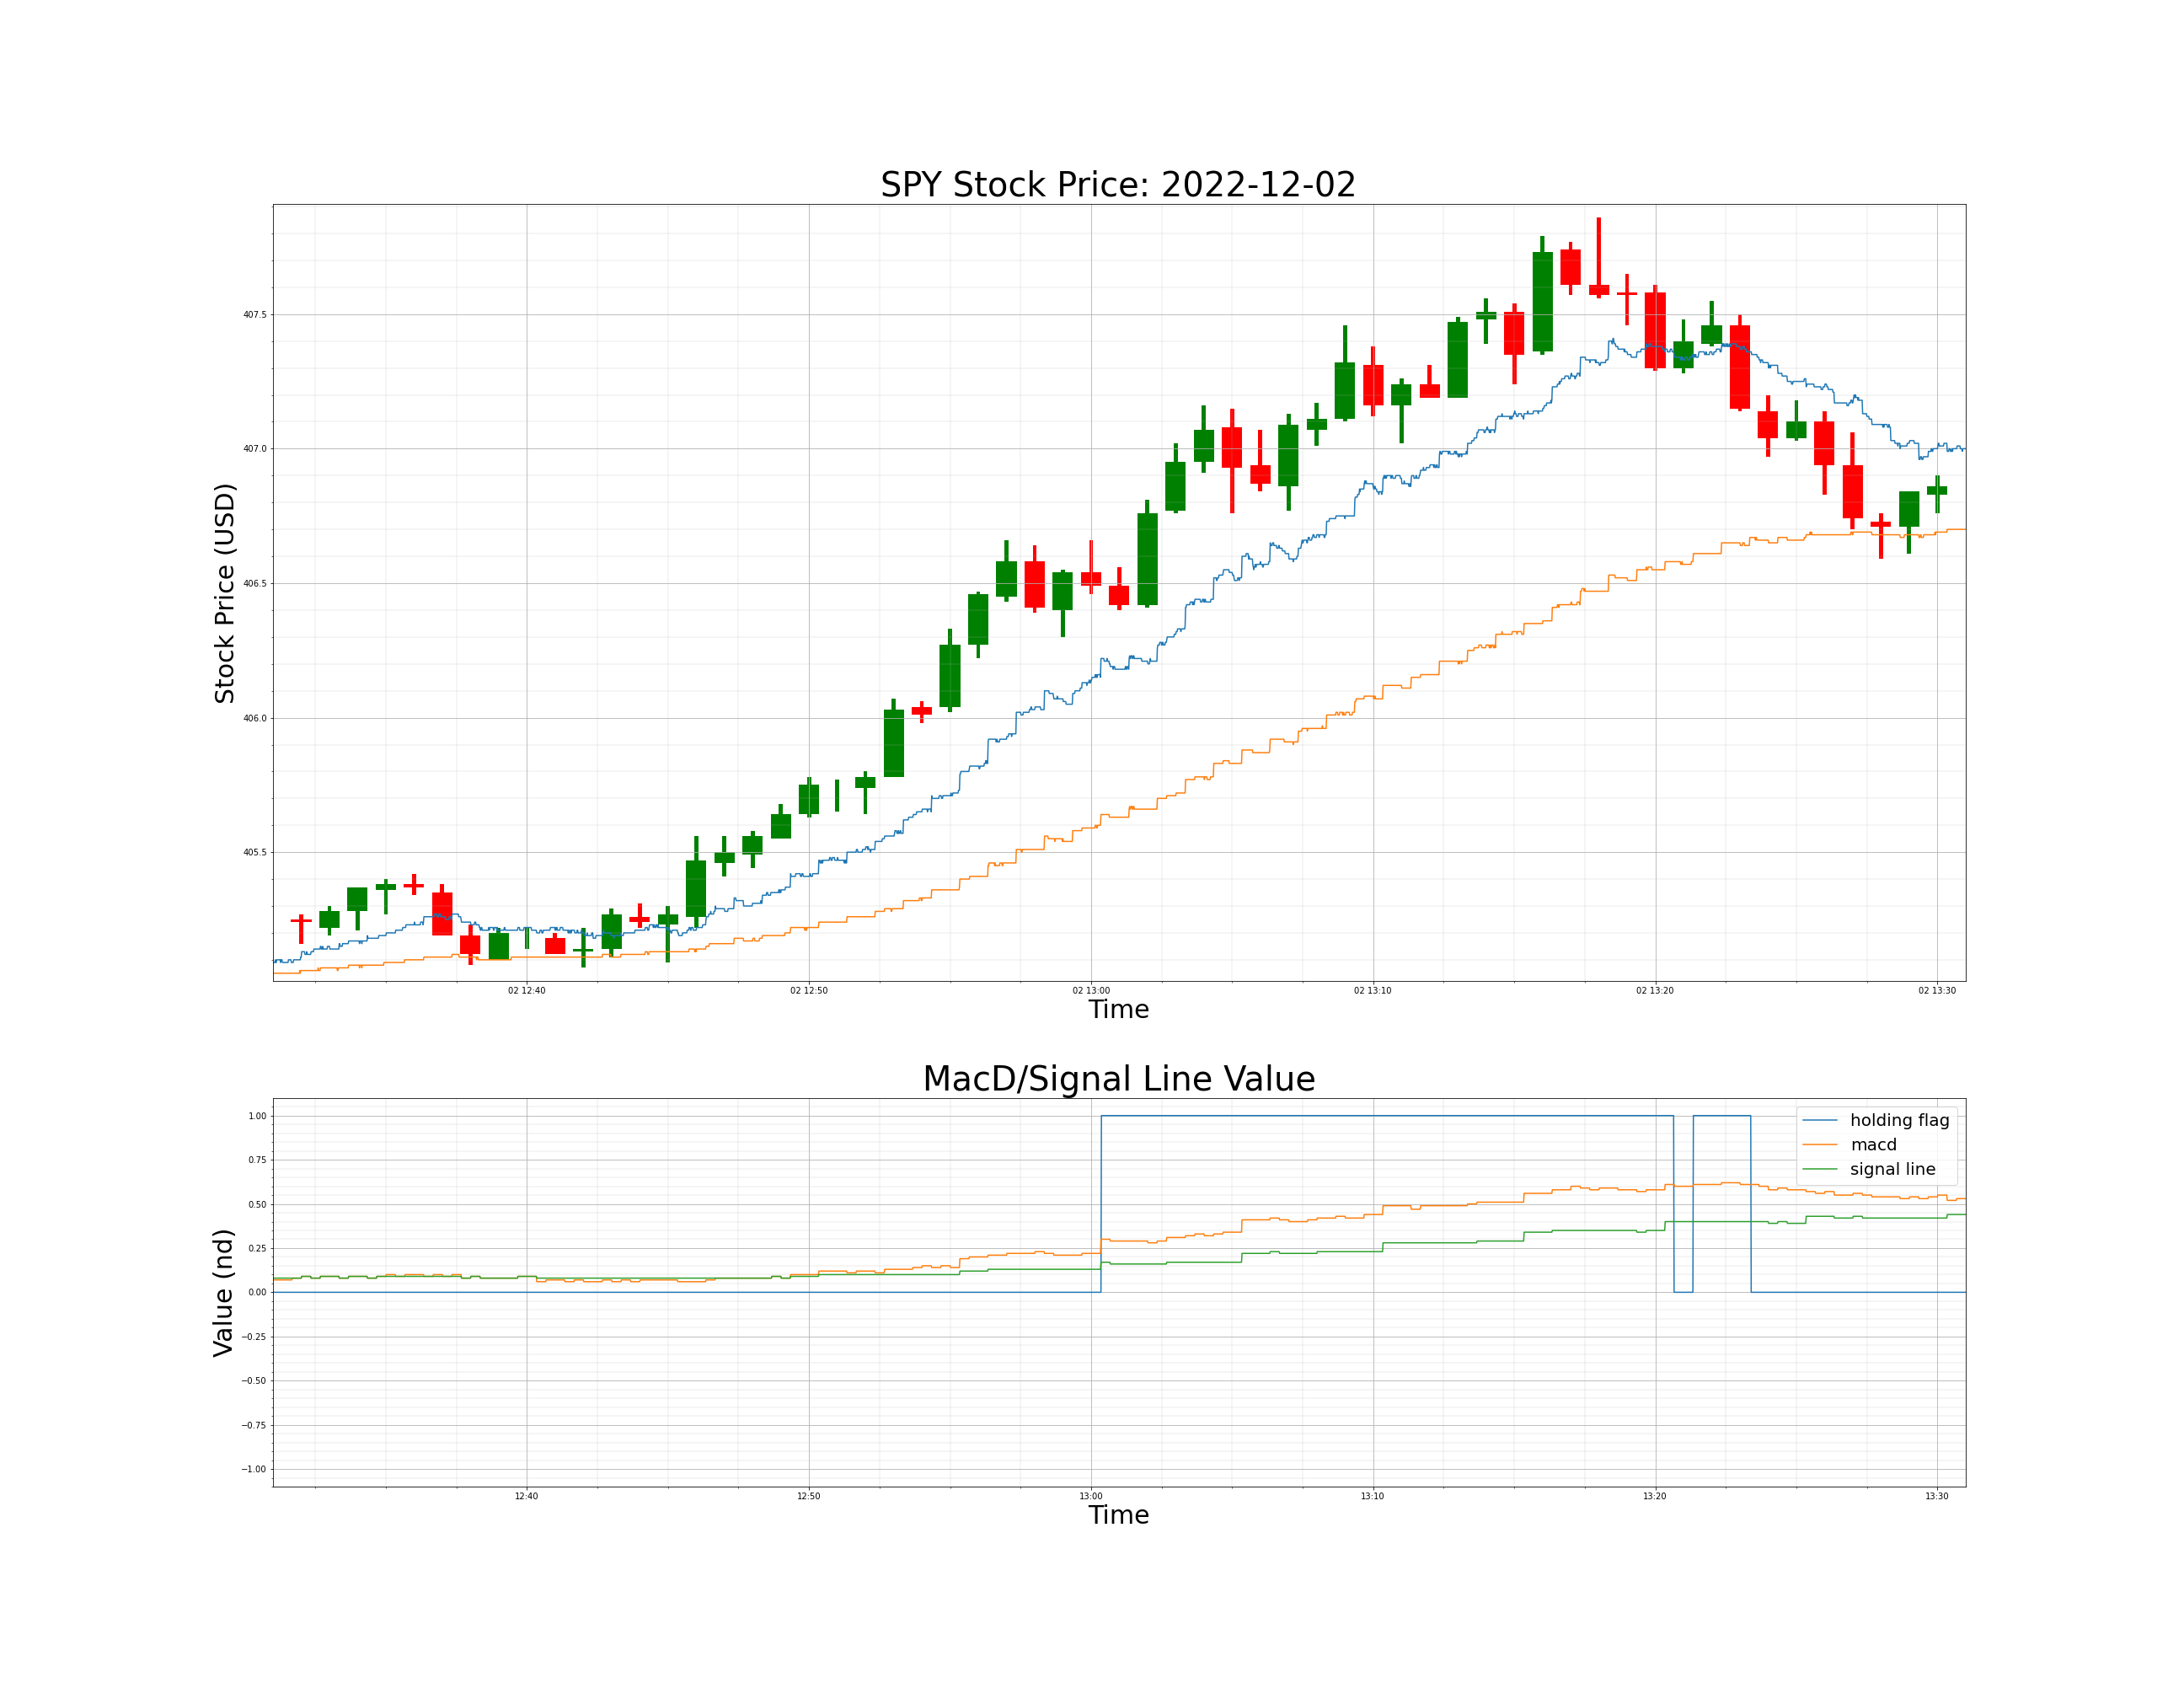 SPY Stock Price: 2022-12-02
Stock Price (USD)
407.5
407.0
406.5
406.0
405.5
02 12:40
02 12:50
02 13:00
02 13:10
02 13:20
02 13:30
Time
MacD/Signal Line Value
Value (nd)
1.00
0.75
0.50
0.25
0.00
−0.25
−0.50
−0.75
−1.00
holding flag
macd
signal line
12:40
12:50
13:00
13:10
13:20
13:30
Time